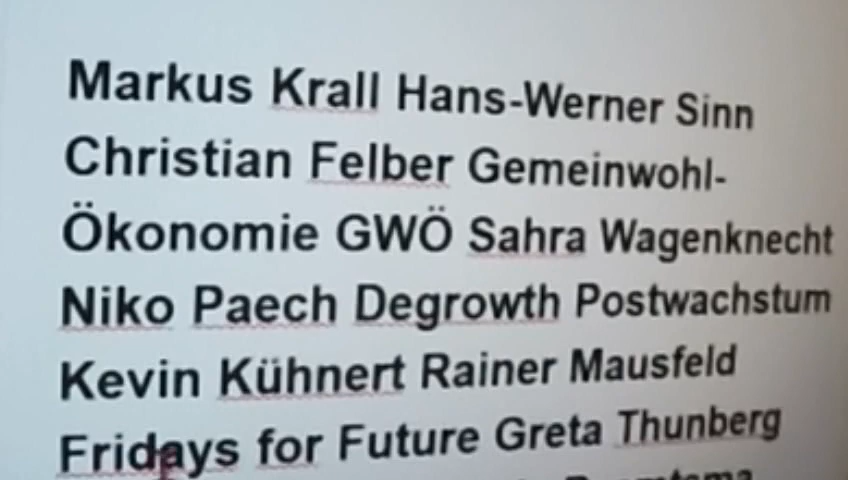 Markus Krall Hans-Werner Sinn
Christian Felber Gemeinwohl-
Ökonomie GWÖ Sahra Wagenknecht
Niko Paech Degrowth Postwachstum
Kevin Kühnert Rainer Mausfeld
Fridays for Future Greta Thunberg